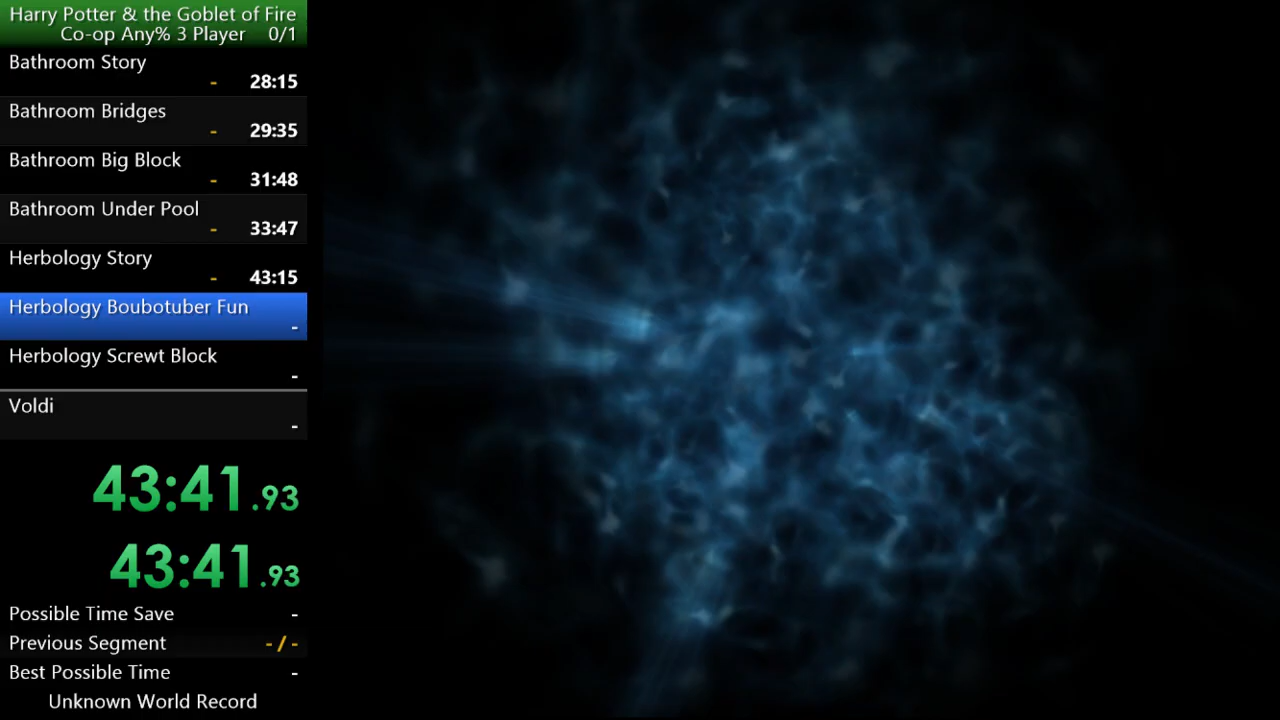 Harry Potter & the Goblet of Fire
Co-op Any% 3 Player 0/1
Bathroom Story
- 28:15
Bathroom Bridges
- 29:35
Bathroom Big Block
- 31:48
Bathroom Under Pool
- 33:47
Herbology Story
- 43:15
Herbology Boubotuber Fun
-
Herbology Screwt Block
-
Voldi
-
43:41.93
43:41.93
Possible Time Save -
Previous Segment - / -
Best Possible Time -
Unknown World Record